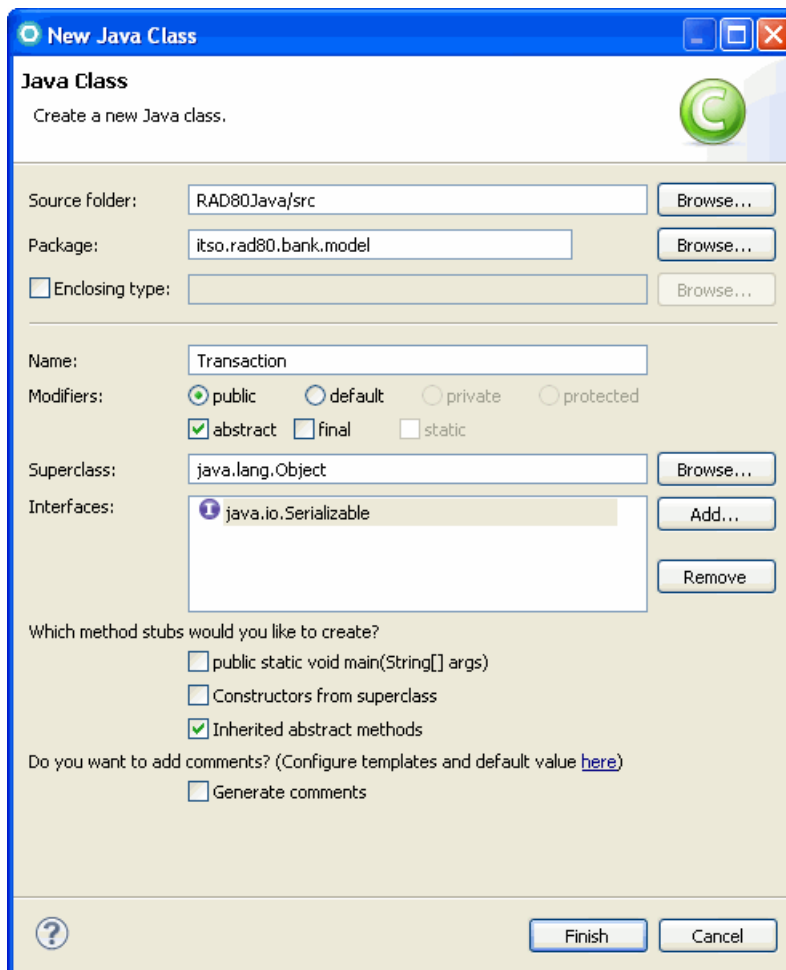 New Java Class
Java Class
Create a new Java class.
C
Source folder: RAD80Java/src Browse...
Package: itso.rad80.bank.model Browse...
Enclosing type: Browse...
Name: Transaction
Modifiers: public default private protected
abstract final static
Superclass: java.lang.Object Browse...
Interfaces: I java.io.Serializable Add...
Remove
Which method stubs would you like to create?
public static void main(String[] args)
Constructors from superclass
Inherited abstract methods
Do you want to add comments? (Configure templates and default value here)
Generate comments
? Finish Cancel